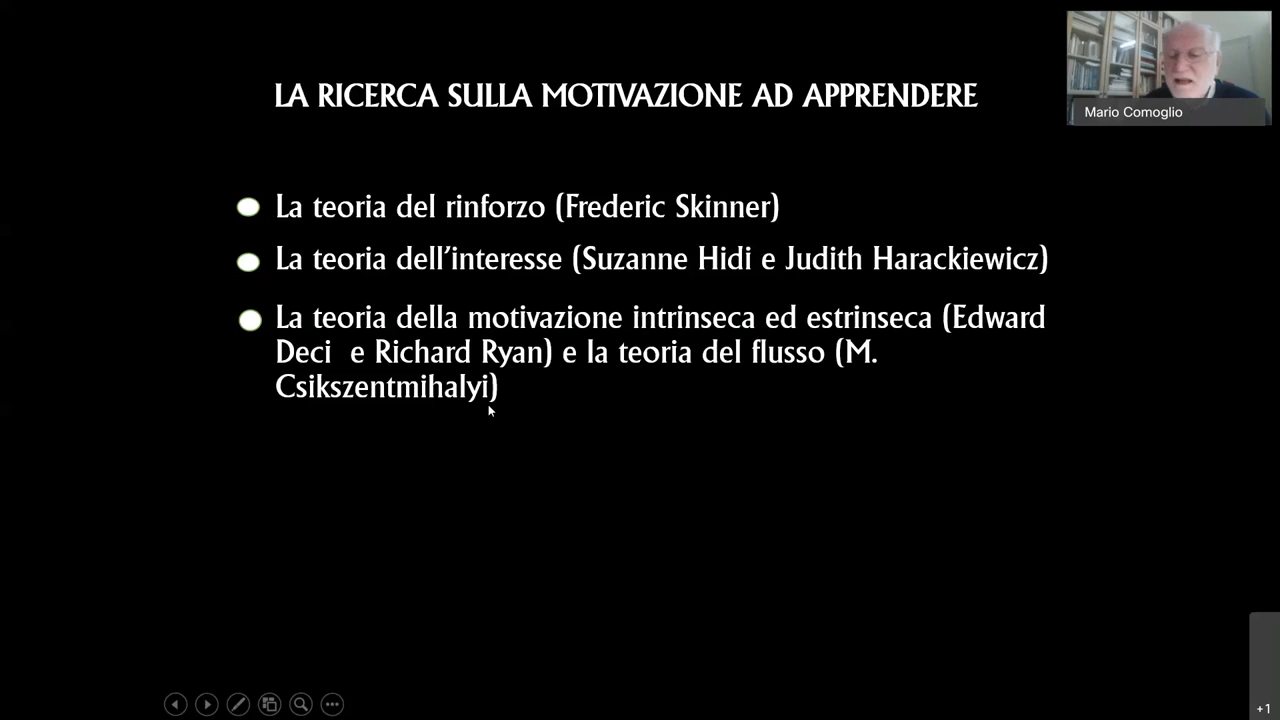 LA RICERCA SULLA MOTIVAZIONE AD APPRENDERE
Mario Comoglio
La teoria del rinforzo (Frederic Skinner)
La teoria dell'interesse (Suzanne Hidi e Judith Harackiewicz)
La teoria della motivazione intrinseca ed estrinseca (Edward
Deci e Richard Ryan) e la teoria del flusso (M.
Csikszentmihalyi)
+1